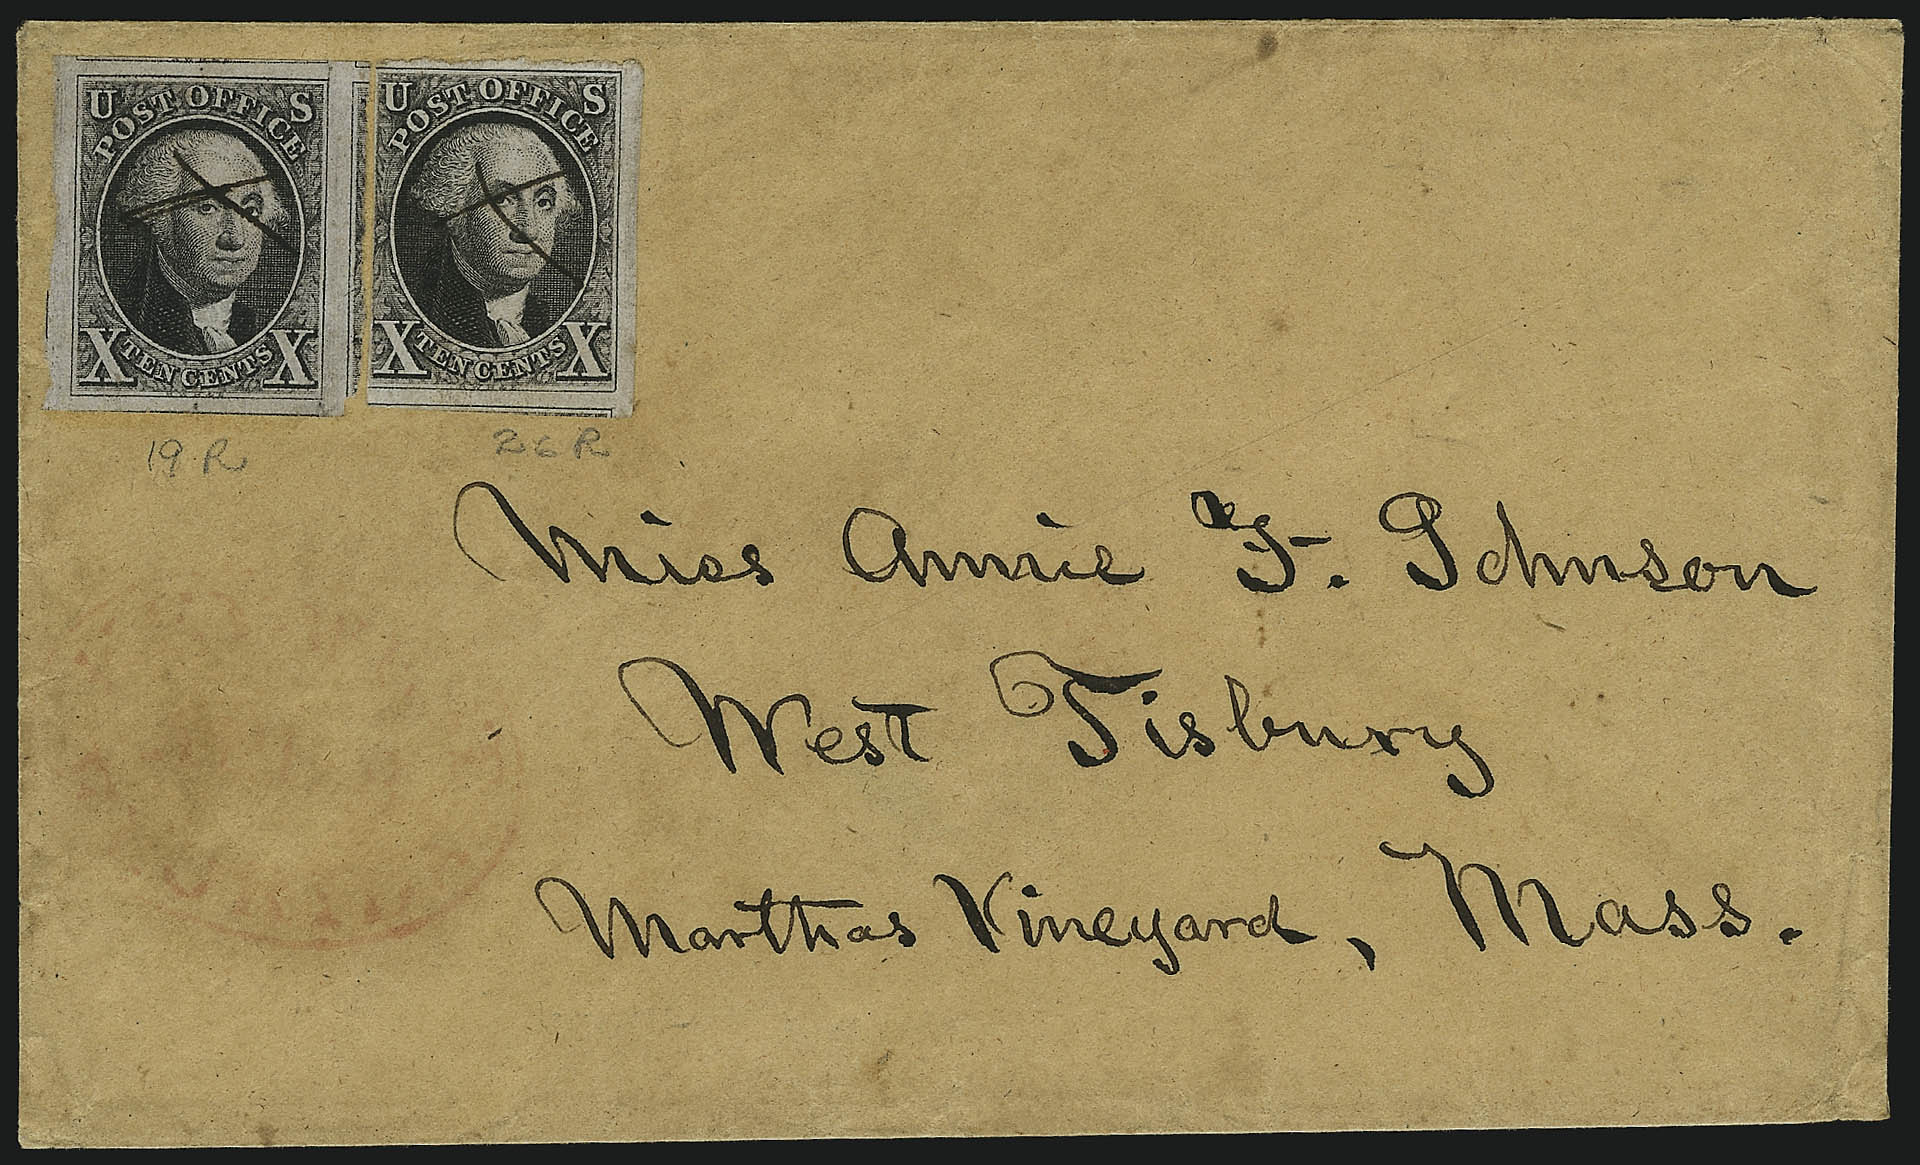 U S
POST OFFICE
X TEN CENTS X
U S
POST OFFICE
X TEN CENTS X
19 R
26 R
Miss Annie F. Johnson
West Tisbury
Marthas Vineyard, Mass.